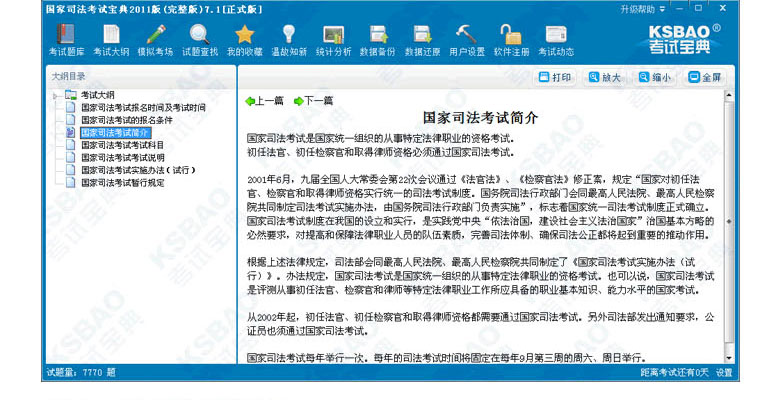 国家司法考试宝典2011版(完整版)7.1[正式版]
升级帮助
考试题库 考试大纲 模拟考场 试题查找 我的收藏 温故知新 统计分析 数据备份 数据还原 用户设置 软件注册 考试动态
KSBAO®
考试宝典
大纲目录
打印 放大 缩小 全屏
考试大纲
国家司法考试报名时间及考试时间
国家司法考试的报名条件
国家司法考试简介
国家司法考试考试科目
国家司法考试考试说明
国家司法考试实施办法(试行)
国家司法考试暂行规定
上一篇 下一篇
国家司法考试简介
国家司法考试是国家统一组织的从事特定法律职业的资格考试。
初任法官、初任检察官和取得律师资格必须通过国家司法考试。
2001年6月，九届全国人大常委会第22次会议通过《法官法》、《检察官法》修正案，规定“国家对初任法
官、检察官和取得律师资格实行统一的司法考试制度。国务院司法行政部门会同最高人民法院、最高人民检察
院共同制定司法考试实施办法，由国务院司法行政部门负责实施”，标志着国家统一司法考试制度正式确立。
国家司法考试制度在我国的设立和实行，是实践党中央“依法治国，建设社会主义法治国家”治国基本方略的
必然要求，对提高和保障法律职业人员的队伍素质，完善司法体制、确保司法公正都将起到重要的推动作用。
根据上述法律规定，司法部会同最高人民法院、最高人民检察院共同制定了《国家司法考试实施办法（试
行）》。办法规定，国家司法考试是国家统一组织的从事特定法律职业的资格考试。也可以说，国家司法考试
是评测从事初任法官、检察官和律师等特定法律职业工作所应具备的职业基本知识、能力水平的国家考试。
从2002年起，初任法官、初任检察官和取得律师资格都需要通过国家司法考试。另外司法部发出通知要求，公
证员也须通过国家司法考试。
国家司法考试每年举行一次。每年的司法考试时间将固定在每年9月第三周的周六、周日举行。
试题量: 7770 题
距离考试还有0天 设置